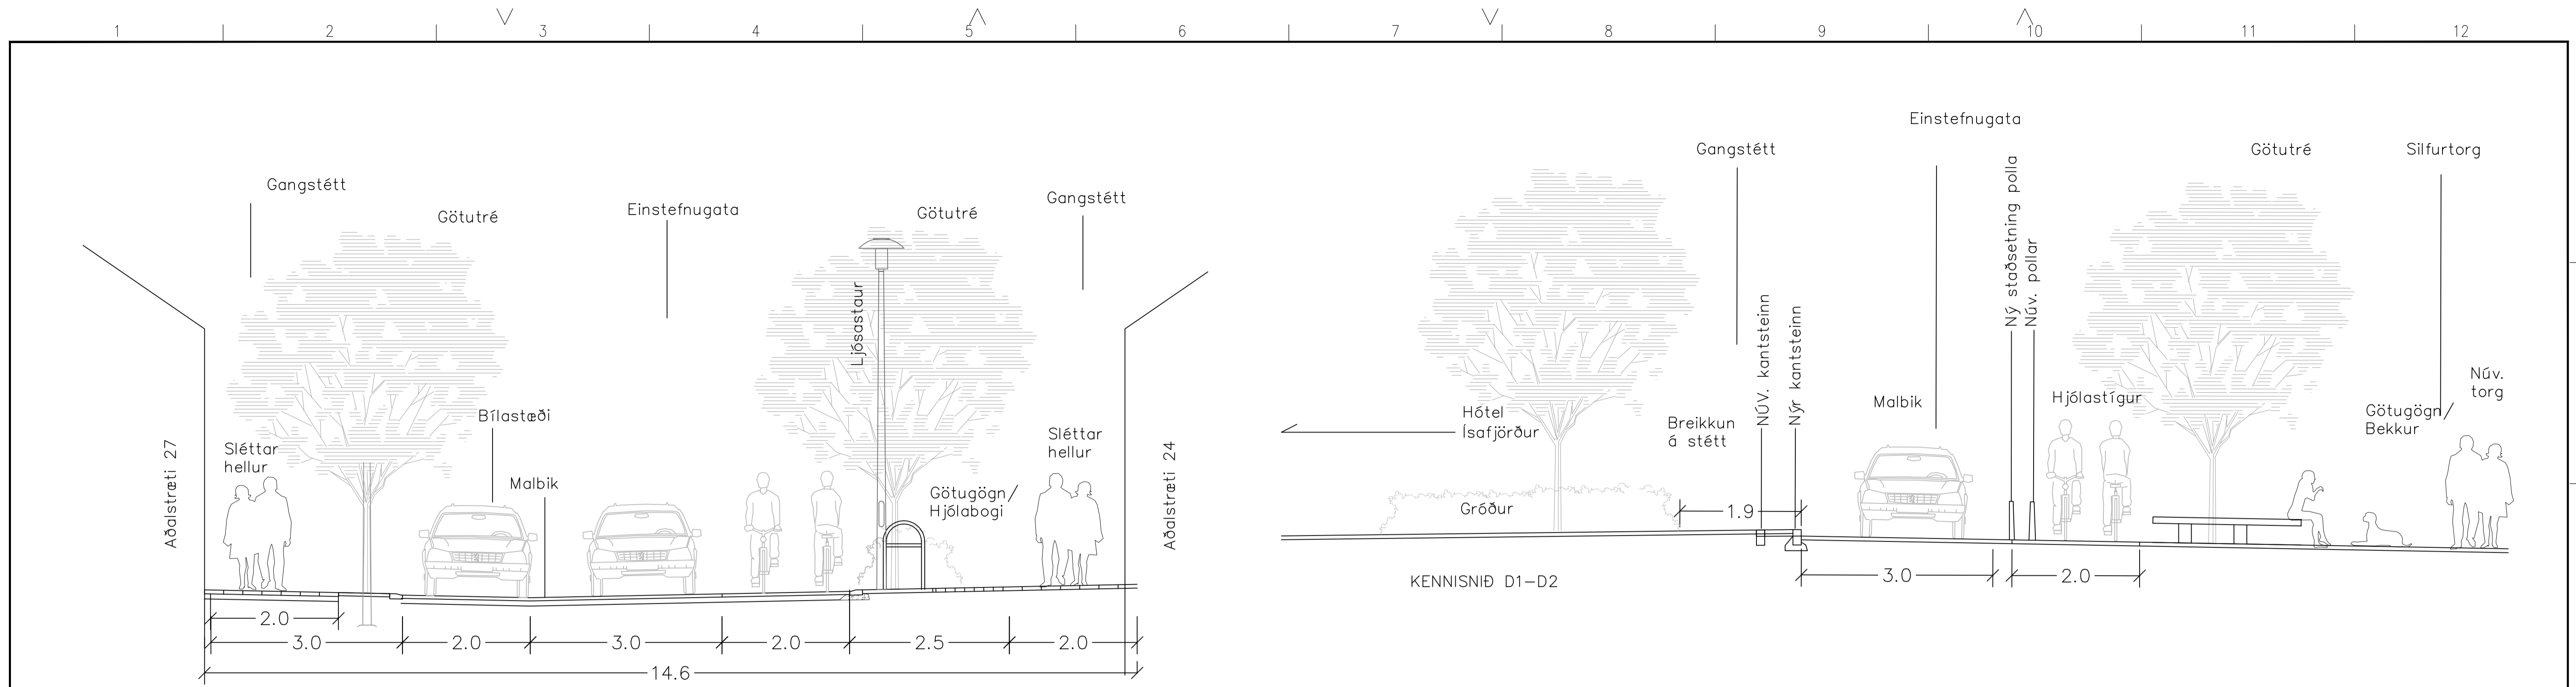 1 2 3 4 5 6 7 8 9 10 11 12
Gangstétt
Götutré
Einstefnugata
Götutré
Gangstétt
Ljósastaur
Bílastæði
Malbik
Sléttar
hellur
Aðalstræti 27
Götugögn/
Hjólabogi
Sléttar
hellur
Aðalstræti 24
2.0
3.0
2.0
3.0
2.0
2.5
2.0
14.6
Einstefnugata
Gangstétt
Götutré
Silfurtorg
Ný staðsetning polla
Núv. pollar
NÚV. kantsteinn
Nýr kantsteinn
Hótel
Ísafjörður
Breikkun
á stétt
Malbik
Hjólastígur
Götugögn/
Bekkur
Núv.
torg
Gróður
1.9
3.0
2.0
KENNISNIÐ D1-D2